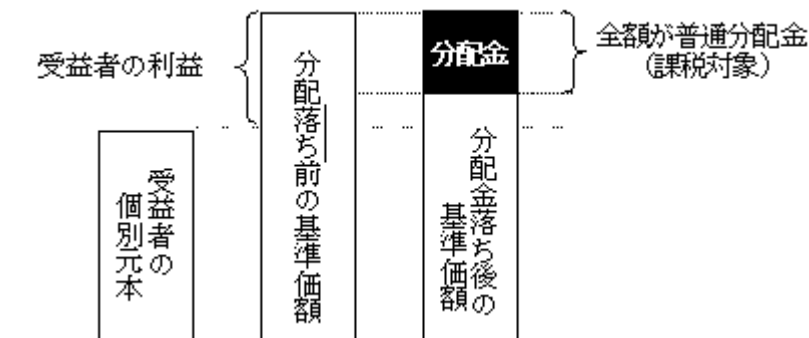 受益者の利益
分配落ち前の基準価額
分配金
全額が普通分配金
(課税対象)
受益者の
個別元本
分配金落ち後の
基準価額